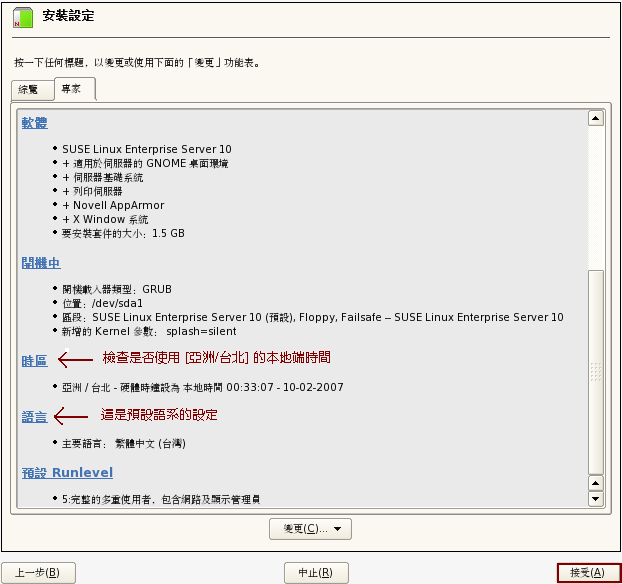 安裝設定
按一下任何標題，以變更或使用下面的「變更」功能表。
綜覽
專家
軟體
SUSE Linux Enterprise Server 10
+ 適用於伺服器的 GNOME 桌面環境
+ 伺服器基礎系統
+ 列印伺服器
+ Novell AppArmor
+ X Window 系統
要安裝套件的大小：1.5 GB
開機中
開機載入器類型：GRUB
位置：/dev/sda1
區段：SUSE Linux Enterprise Server 10 (預設), Floppy, Failsafe -- SUSE Linux Enterprise Server 10
新增的 Kernel 參數： splash=silent
時區 檢查是否使用 [亞洲/台北] 的本地端時間
亞洲 / 台北 - 硬體時鐘設為 本地時間 00:33:07 - 10-02-2007
語言 這是預設語系的設定
主要語言： 繁體中文 (台灣)
預設 Runlevel
5:完整的多重使用者，包含網路及顯示管理員
變更(C)...
上一步(B)
中止(R)
接受(A)